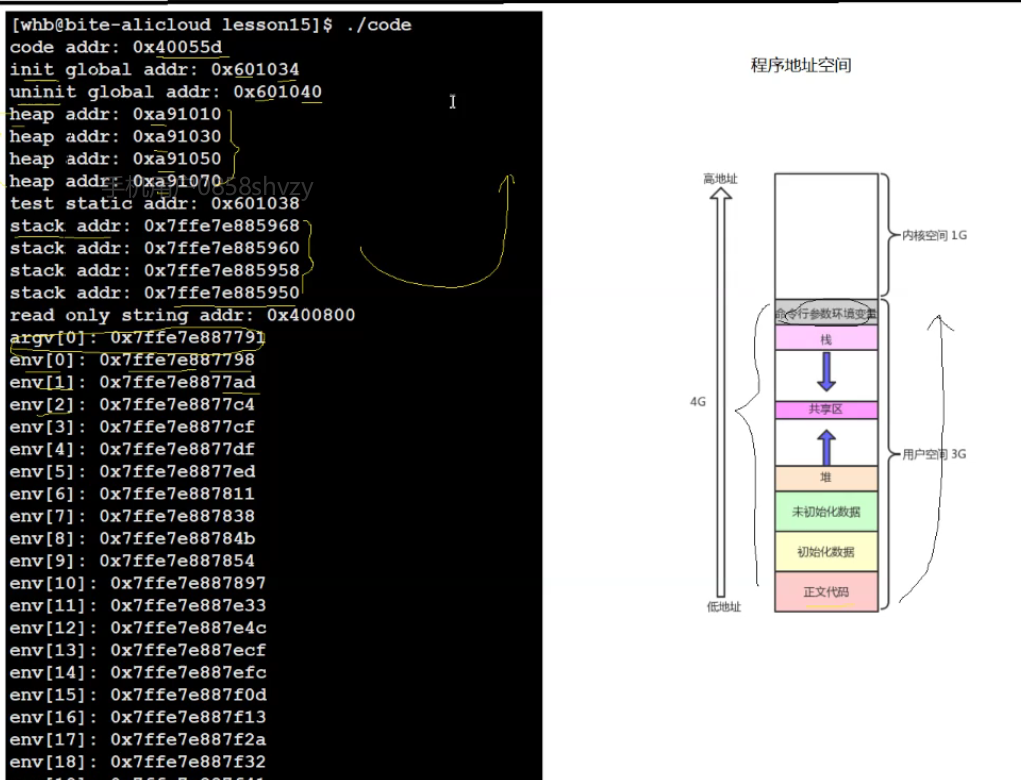 [whb@bite-alicloud lesson15]$ ./code
code addr: 0x40055d
init global addr: 0x601034
uninit global addr: 0x601040
heap addr: 0xa91010
heap addr: 0xa91030
heap addr: 0xa91050
heap addr: 0xa91070
test static addr: 0x601038
stack addr: 0x7ffe7e885968
stack addr: 0x7ffe7e885960
stack addr: 0x7ffe7e885958
stack addr: 0x7ffe7e885950
read only string addr: 0x400800
argv[0]: 0x7ffe7e887791
env[0]: 0x7ffe7e887798
env[1]: 0x7ffe7e8877ad
env[2]: 0x7ffe7e8877c4
env[3]: 0x7ffe7e8877cf
env[4]: 0x7ffe7e8877df
env[5]: 0x7ffe7e8877ed
env[6]: 0x7ffe7e887811
env[7]: 0x7ffe7e887838
env[8]: 0x7ffe7e88784b
env[9]: 0x7ffe7e887854
env[10]: 0x7ffe7e887897
env[11]: 0x7ffe7e887e33
env[12]: 0x7ffe7e887e4c
env[13]: 0x7ffe7e887ecf
env[14]: 0x7ffe7e887efc
env[15]: 0x7ffe7e887f0d
env[16]: 0x7ffe7e887f13
env[17]: 0x7ffe7e887f2a
env[18]: 0x7ffe7e887f32
程序地址空间
高地址
内核空间 1G
命令行参数环境变量
栈
4G
共享区
用户空间 3G
堆
未初始化数据
初始化数据
正文代码
低地址